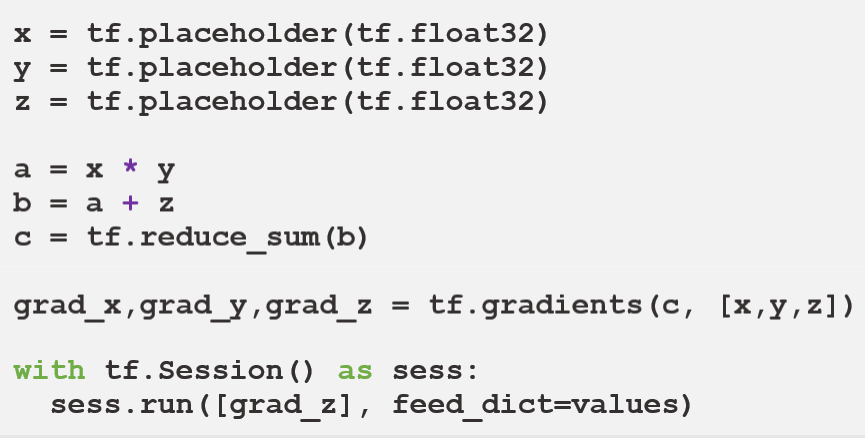 x = tf.placeholder(tf.float32)
y = tf.placeholder(tf.float32)
z = tf.placeholder(tf.float32)
a = x * y
b = a + z
c = tf.reduce_sum(b)
grad_x,grad_y,grad_z = tf.gradients(c, [x,y,z])
with tf.Session() as sess:
  sess.run([grad_z], feed_dict=values)